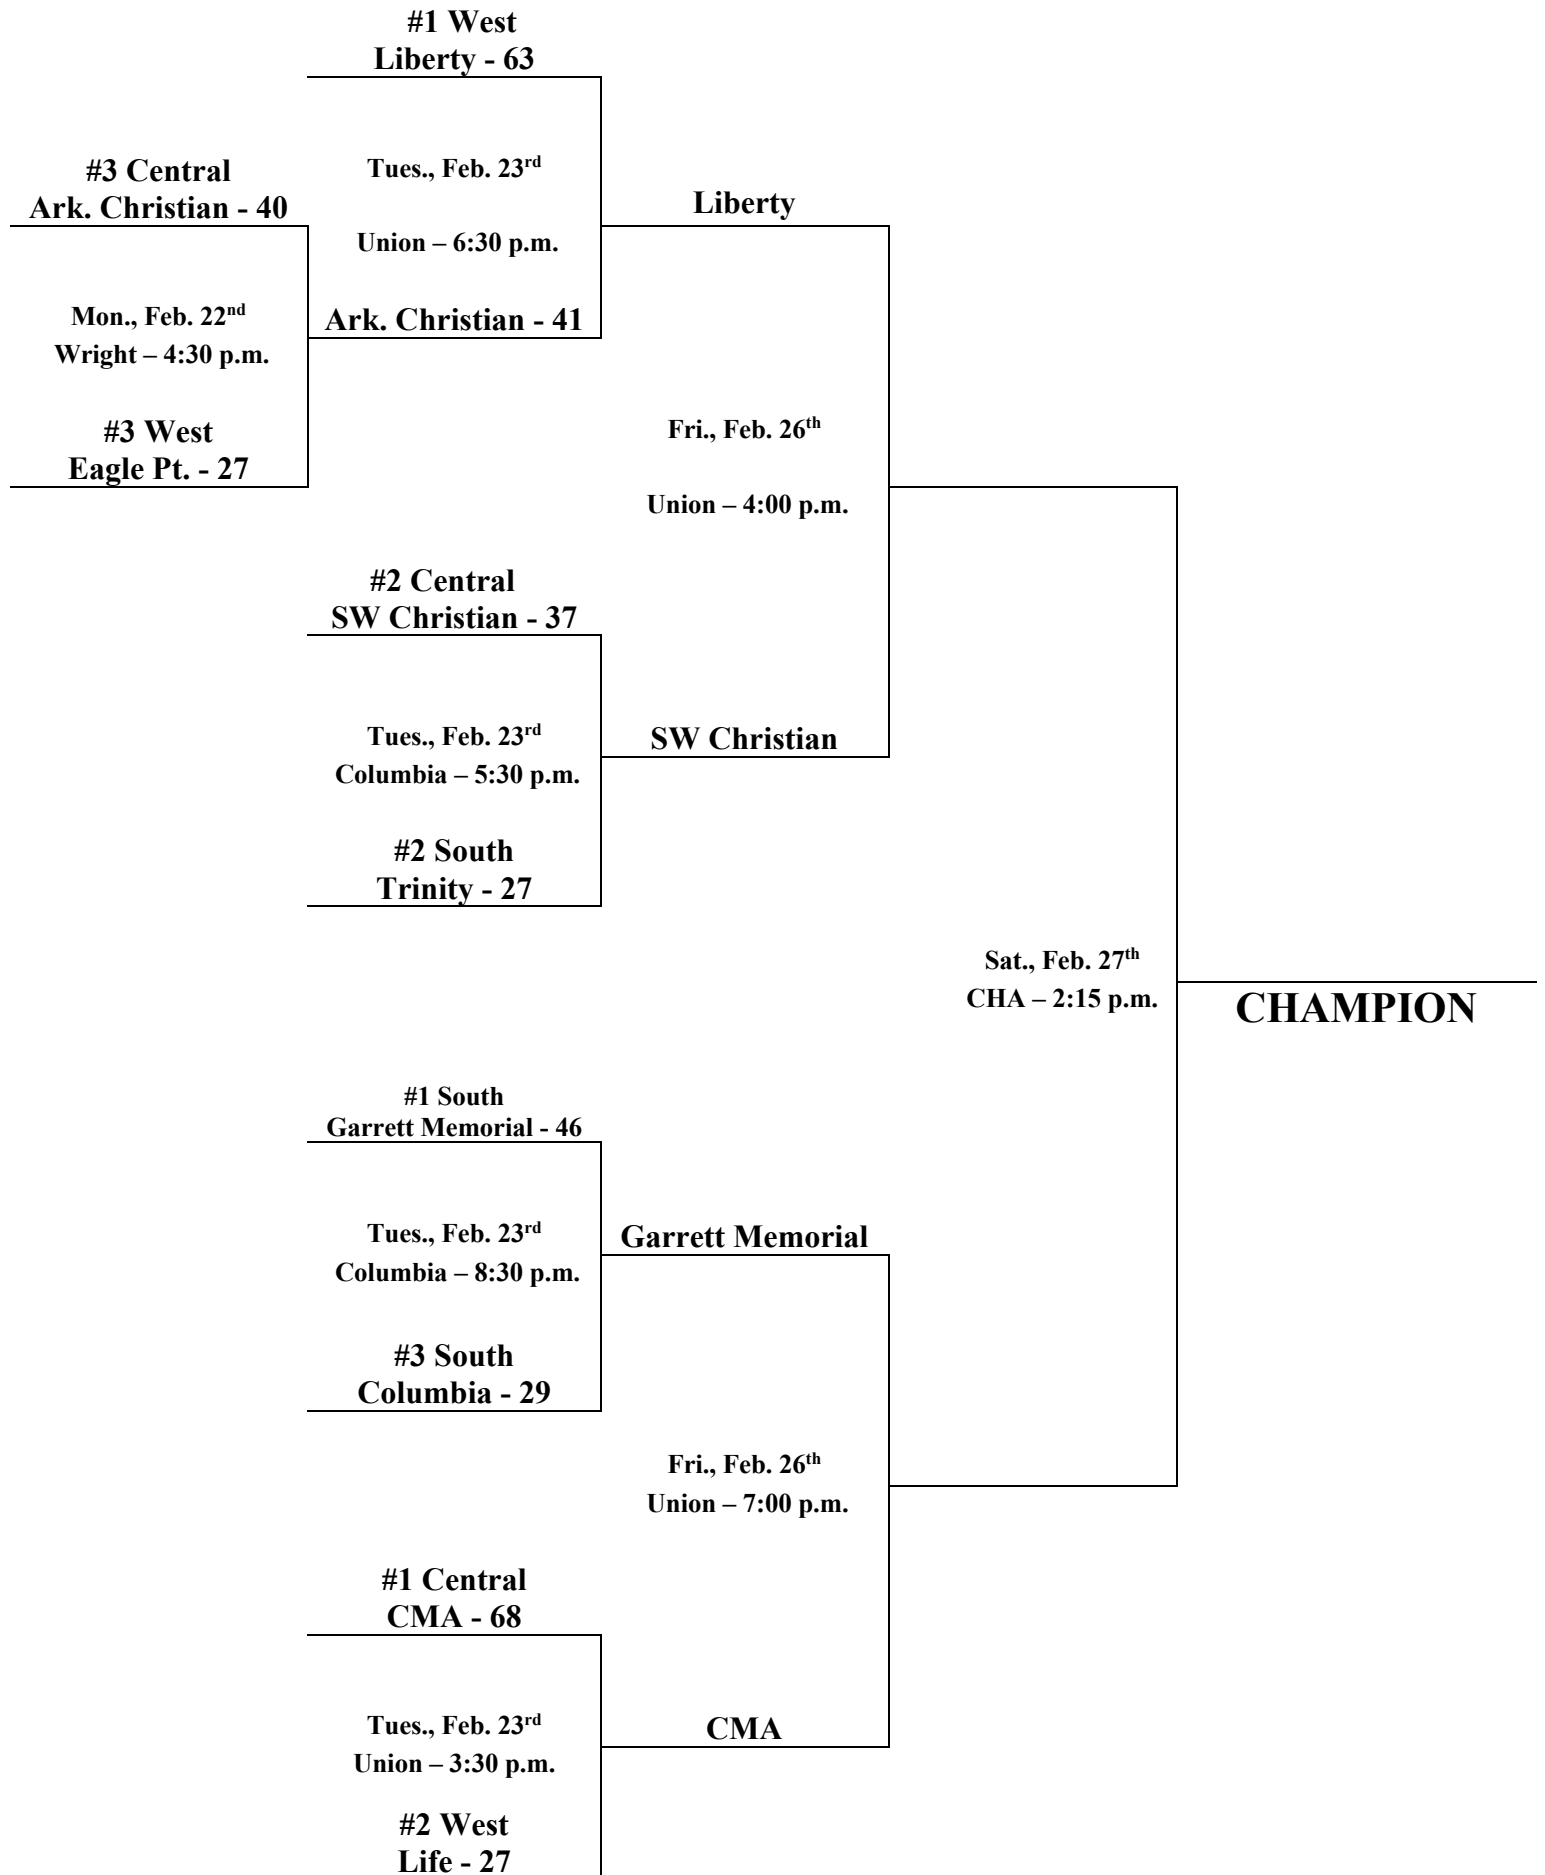 #1 West
Liberty - 63
Tues., Feb. 23rd
#3 Central
Ark. Christian - 40
Liberty
Union – 6:30 p.m.
Mon., Feb. 22nd
Wright – 4:30 p.m.
Ark. Christian - 41
#3 West
Eagle Pt. - 27
Fri., Feb. 26th
Union – 4:00 p.m.
#2 Central
SW Christian - 37
Tues., Feb. 23rd
Columbia – 5:30 p.m.
SW Christian
#2 South
Trinity - 27
Sat., Feb. 27th
CHA – 2:15 p.m.
CHAMPION
#1 South
Garrett Memorial - 46
Tues., Feb. 23rd
Columbia – 8:30 p.m.
Garrett Memorial
#3 South
Columbia - 29
Fri., Feb. 26th
Union – 7:00 p.m.
#1 Central
CMA - 68
Tues., Feb. 23rd
Union – 3:30 p.m.
CMA
#2 West
Life - 27